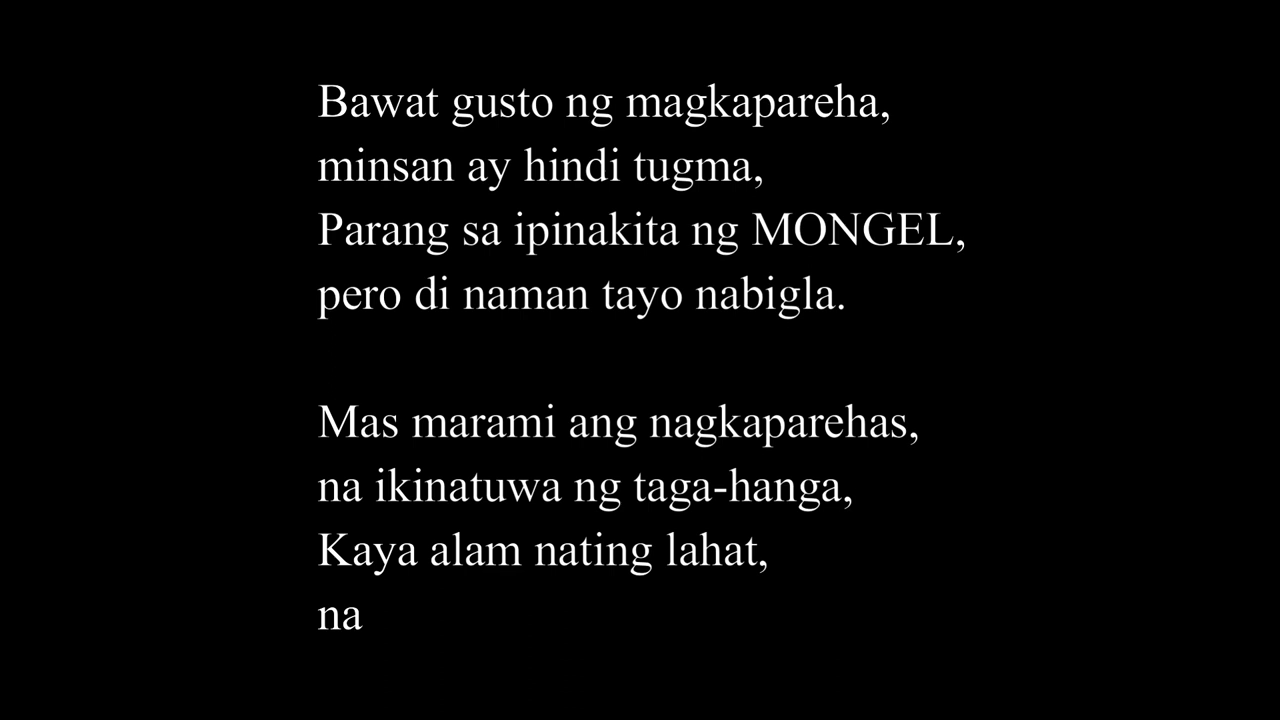 Bawat gusto ng magkapareha,
minsan ay hindi tugma,
Parang sa ipinakita ng MONGEL,
pero di naman tayo nabigla.
Mas marami ang nagkaparehas,
na ikinatuwa ng taga-hanga,
Kaya alam nating lahat,
na